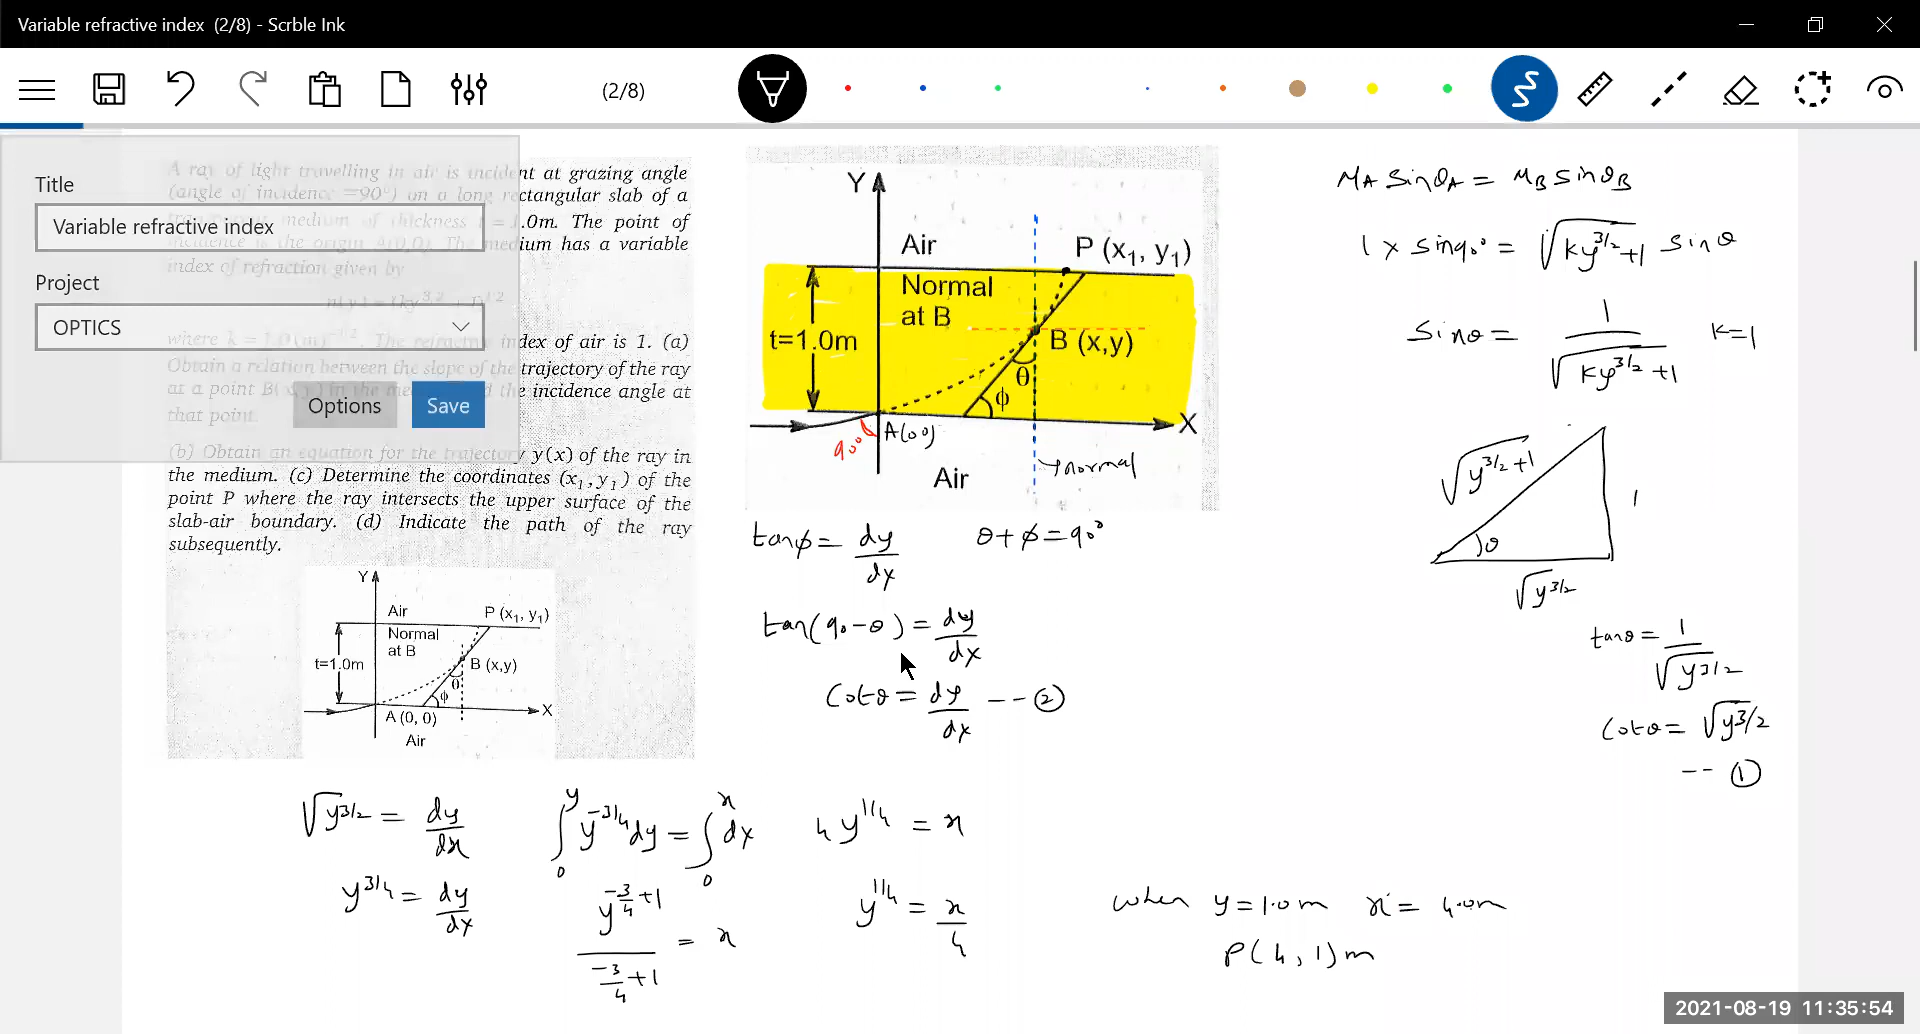 Variable refractive index (2/8) - Scrble Ink
(2/8)
Title
Variable refractive index
Project
OPTICS
Options
Save
A ray of light travelling in air is incident at grazing angle
(angle of incidence =90°) on a long rectangular slab of a
medium of thickness t = 1.0m. The point of
incidence is the origin A(0,0). The medium has a variable
index of refraction given by
where k = 1.0 (m) The refractive index of air is 1. (a)
Obtain a relation between the slope of the trajectory of the ray
at a point B(x,y) in the medium and the incidence angle at
that point.
(b) Obtain an equation for the trajectory y(x) of the ray in
the medium. (c) Determine the coordinates (x₁,y₁) of the
point P where the ray intersects the upper surface of the
slab-air boundary. (d) Indicate the path of the ray
subsequently.
Y
Air
P (x₁, y₁)
Normal
at B
t=1.0m
B (x,y)
θ
ϕ
X
A (0, 0)
Air
Y
Air
P (x₁, y₁)
Normal
at B
t=1.0m
B (x,y)
θ
ϕ
X
90°
A(00)
normal
Air
tanϕ = dy/dx
θ+ϕ=90°
tan(90-θ) = dy/dx
Cotθ = dy/dx --②
μA SinθA = μB SinθB
1 × sin90° = √(ky^3/2+1) sinθ
Sinθ = 1/√(ky^3/2+1) K=1
√(y^3/2+1)
1
θ
√y^3/2
tanθ = 1/√y^3/2
Cotθ = √y^3/2
-- ①
√y^3/2 = dy/dx
y^3/4 = dy/dx
∫₀^y y^-3/4 dy = ∫₀^x dx
y^(-3/4+1)/(-3/4+1) = x
4 y^1/4 = x
y^1/4 = x/4
when y=1.0m x= 4.0m
P(4,1)m
2021-08-19 11:35:54